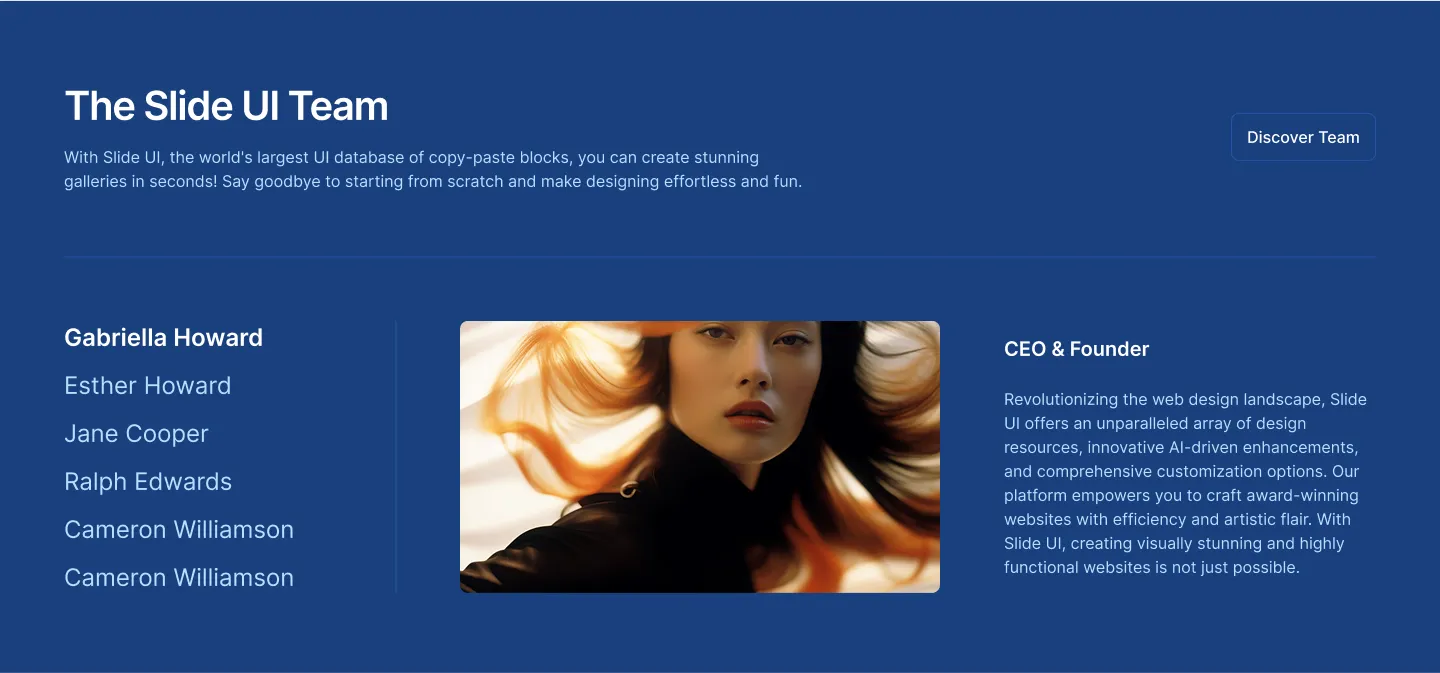 The Slide UI Team
With Slide UI, the world's largest UI database of copy-paste blocks, you can create stunning
galleries in seconds! Say goodbye to starting from scratch and make designing effortless and fun.
Discover Team
Gabriella Howard
Esther Howard
Jane Cooper
Ralph Edwards
Cameron Williamson
Cameron Williamson
CEO & Founder
Revolutionizing the web design landscape, Slide
UI offers an unparalleled array of design
resources, innovative AI-driven enhancements,
and comprehensive customization options. Our
platform empowers you to craft award-winning
websites with efficiency and artistic flair. With
Slide UI, creating visually stunning and highly
functional websites is not just possible.